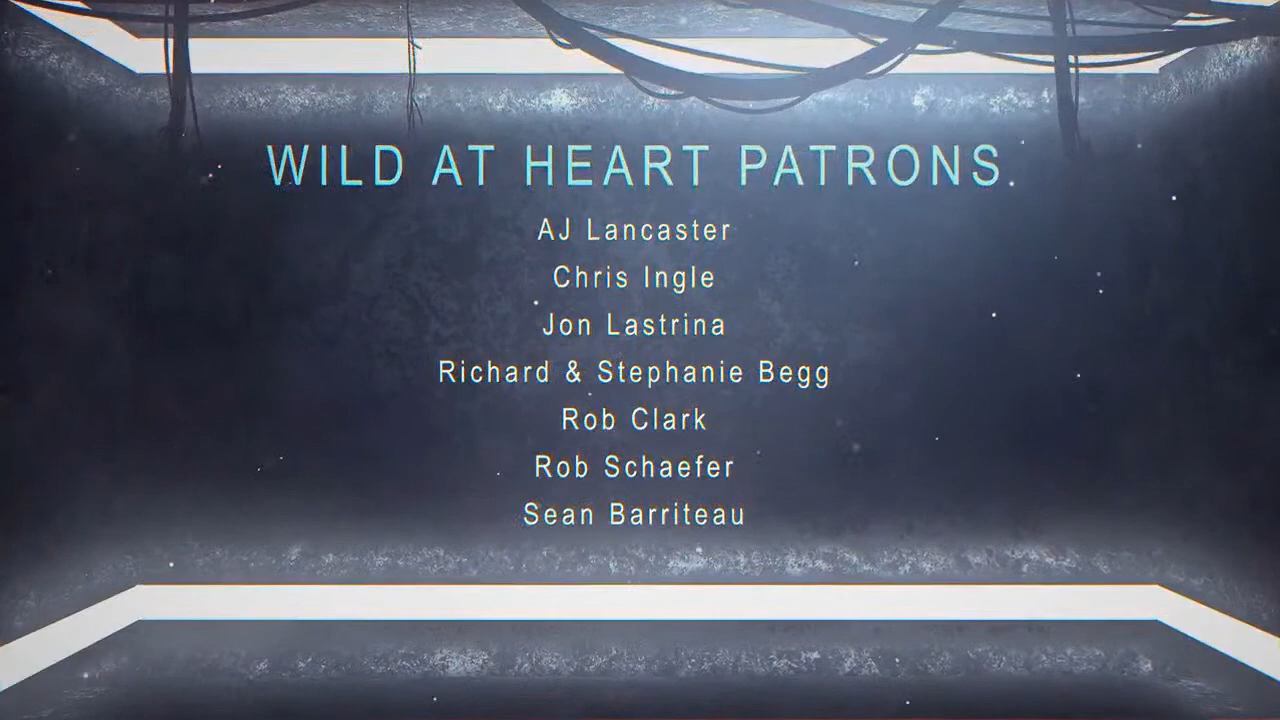 WILD AT HEART PATRONS
AJ Lancaster
Chris Ingle
Jon Lastrina
Richard & Stephanie Begg
Rob Clark
Rob Schaefer
Sean Barriteau